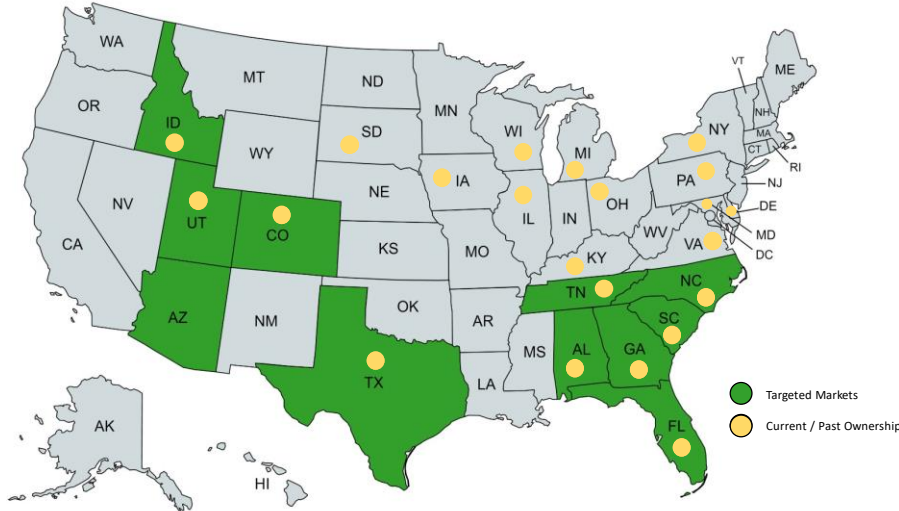 WA
MT
ND
MN
VT
ME
OR
ID
SD
WI
MI
NY
NH
MA
CT
RI
WY
IA
PA
NJ
NV
UT
NE
IL
IN
OH
DE
CO
MD
CA
KS
MO
WV
VA
DC
KY
AZ
NM
OK
AR
TN
NC
SC
TX
LA
MS
AL
GA
Targeted Markets
AK
FL
Current / Past Ownership
HI